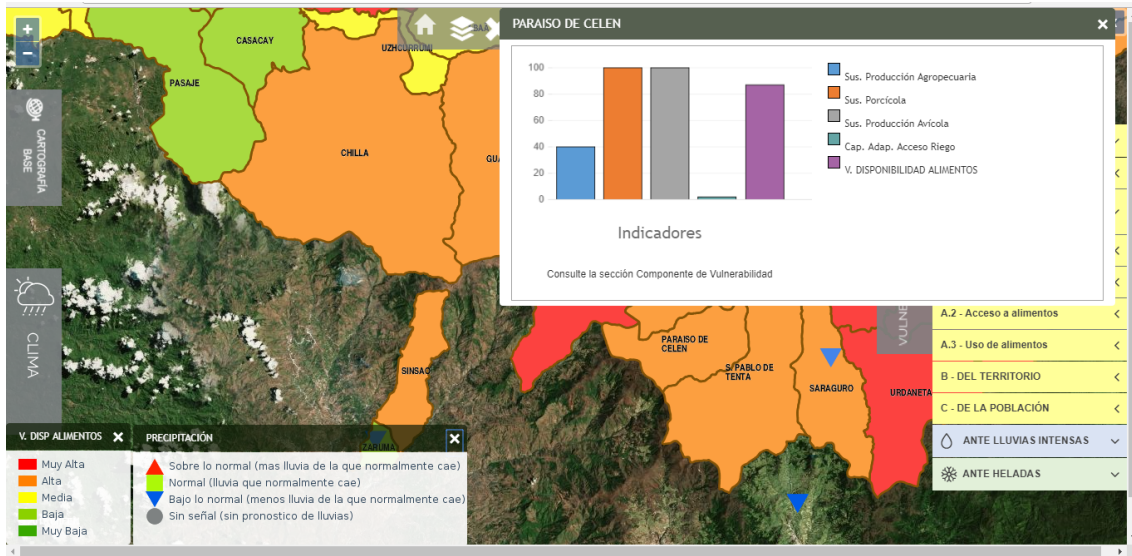 +
-
CARTOGRAFÍA
BASE
CLIMA
PASAJE
CASACAY
UZHCURRUMI
CHILLA
SINSAO
ZARUMA
PARAISO DE
CELEN
S. PABLO DE
TENTA
SARAGURO
URDANETA
PARAISO DE CELEN
×
100
80
60
40
20
0
Sus. Producción Agropecuaria
Sus. Porcícola
Sus. Producción Avícola
Cap. Adap. Acceso Riego
V. DISPONIBILIDAD ALIMENTOS
Indicadores
Consulte la sección Componente de Vulnerabilidad
A.2 - Acceso a alimentos
A.3 - Uso de alimentos
B - DEL TERRITORIO
C - DE LA POBLACIÓN
ANTE LLUVIAS INTENSAS
ANTE HELADAS
V. DISP ALIMENTOS
Muy Alta
Alta
Media
Baja
Muy Baja
PRECIPITACIÓN
Sobre lo normal (mas lluvia de la que normalmente cae)
Normal (lluvia que normalmente cae)
Bajo lo normal (menos lluvia de la que normalmente cae)
Sin señal (sin pronostico de lluvias)